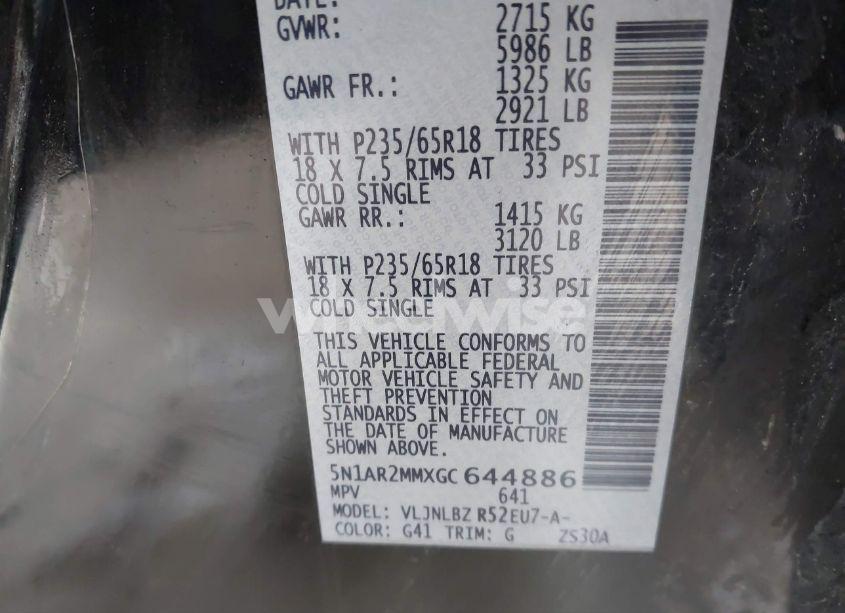 DATE:
GVWR: 2715 KG
5986 LB
GAWR FR.: 1325 KG
2921 LB
WITH P235/65R18 TIRES
18 X 7.5 RIMS AT 33 PSI
COLD SINGLE
GAWR RR.: 1415 KG
3120 LB
WITH P235/65R18 TIRES
18 X 7.5 RIMS AT 33 PSI
COLD SINGLE
wheelwise
THIS VEHICLE CONFORMS TO
ALL APPLICABLE FEDERAL
MOTOR VEHICLE SAFETY AND
THEFT PREVENTION
STANDARDS IN EFFECT ON
THE DATE OF MANUFACTURE
SHOWN ABOVE.
5N1AR2MMXGC644886
MPV 641
MODEL: VLJNLBZ R52EU7-A-
COLOR: G41 TRIM: G ZS30A